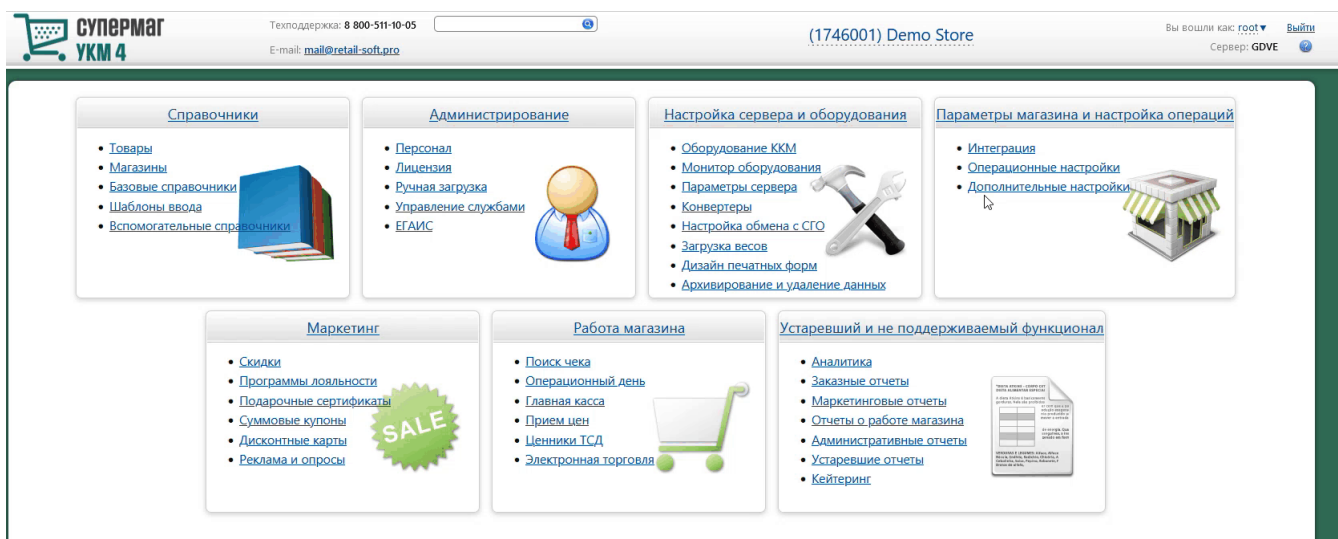 супермаг
УКМ 4
Техподдержка: 8 800-511-10-05
E-mail: mail@retail-soft.pro
(1746001) Demo Store
Вы вошли как: root▼ Выйти
Сервер: GDVE ?
Справочники
• Товары
• Магазины
• Базовые справочники
• Шаблоны ввода
• Вспомогательные справочники
Администрирование
• Персонал
• Лицензия
• Ручная загрузка
• Управление службами
• ЕГАИС
Настройка сервера и оборудования
• Оборудование ККМ
• Монитор оборудования
• Параметры сервера
• Конвертеры
• Настройка обмена с СГО
• Загрузка весов
• Дизайн печатных форм
• Архивирование и удаление данных
Параметры магазина и настройка операций
• Интеграция
• Операционные настройки
• Дополнительные настройки
Маркетинг
• Скидки
• Программы лояльности
• Подарочные сертификаты
• Суммовые купоны
• Дисконтные карты
• Реклама и опросы
SALE
Работа магазина
• Поиск чека
• Операционный день
• Главная касса
• Прием цен
• Ценники ТСД
• Электронная торговля
Устаревший и не поддерживаемый функционал
• Аналитика
• Заказные отчеты
• Маркетинговые отчеты
• Отчеты о работе магазина
• Административные отчеты
• Устаревшие отчеты
• Кейтеринг